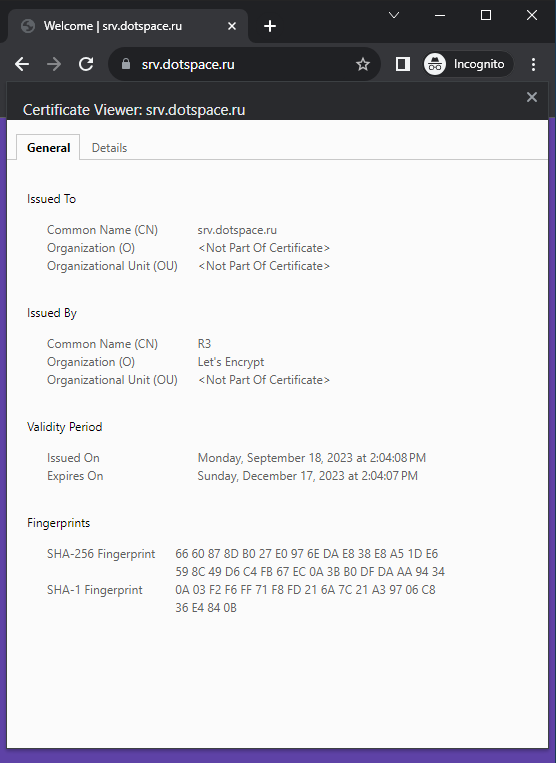 Welcome | srv.dotspace.ru
srv.dotspace.ru
Incognito
Certificate Viewer: srv.dotspace.ru
General Details
Issued To
Common Name (CN) srv.dotspace.ru
Organization (O) <Not Part Of Certificate>
Organizational Unit (OU) <Not Part Of Certificate>
Issued By
Common Name (CN) R3
Organization (O) Let's Encrypt
Organizational Unit (OU) <Not Part Of Certificate>
Validity Period
Issued On Monday, September 18, 2023 at 2:04:08 PM
Expires On Sunday, December 17, 2023 at 2:04:07 PM
Fingerprints
SHA-256 Fingerprint 66 60 87 8D B0 27 E0 97 6E DA E8 38 E8 A5 1D E6
59 8C 49 D6 C4 FB 67 EC 0A 3B B0 DF DA AA 94 34
SHA-1 Fingerprint 0A 03 F2 F6 FF 71 F8 FD 21 6A 7C 21 A3 97 06 C8
36 E4 84 0B